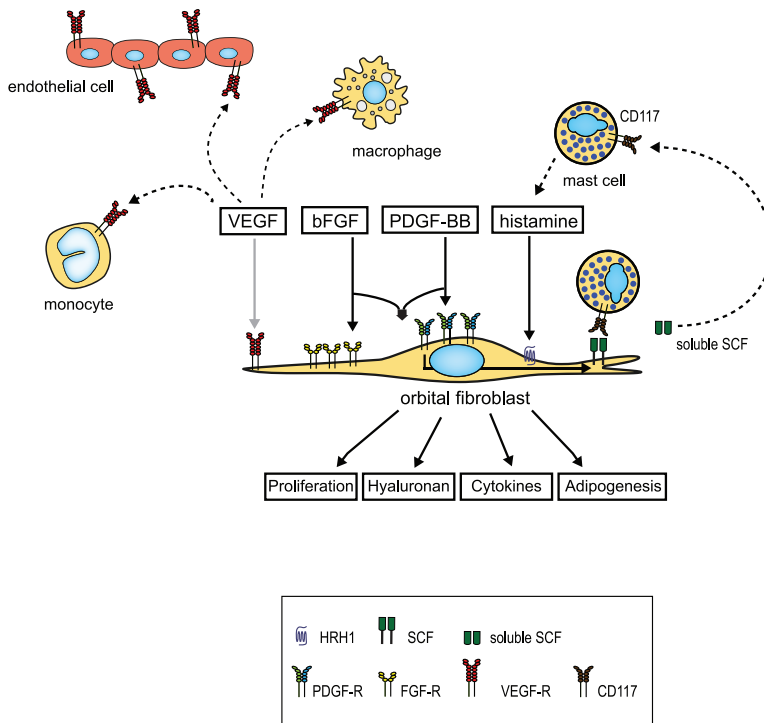 endothelial cell
macrophage
CD117
mast cell
VEGF
bFGF
PDGF-BB
histamine
monocyte
soluble SCF
orbital fibroblast
Proliferation
Hyaluronan
Cytokines
Adipogenesis
HRH1
SCF
soluble SCF
PDGF-R
FGF-R
VEGF-R
CD117